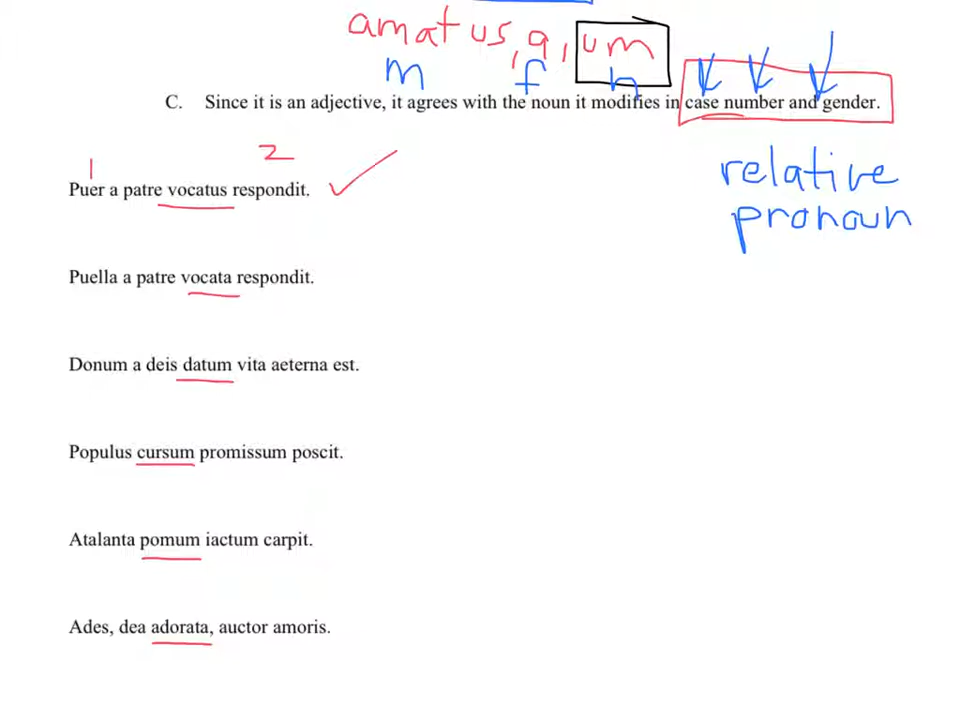 amatus, a, um
m f n
C. Since it is an adjective, it agrees with the noun it modifies in case number and gender.
1 2
Puer a patre vocatus respondit.
relative
pronoun
Puella a patre vocata respondit.
Donum a deis datum vita aeterna est.
Populus cursum promissum poscit.
Atalanta pomum iactum carpit.
Ades, dea adorata, auctor amoris.